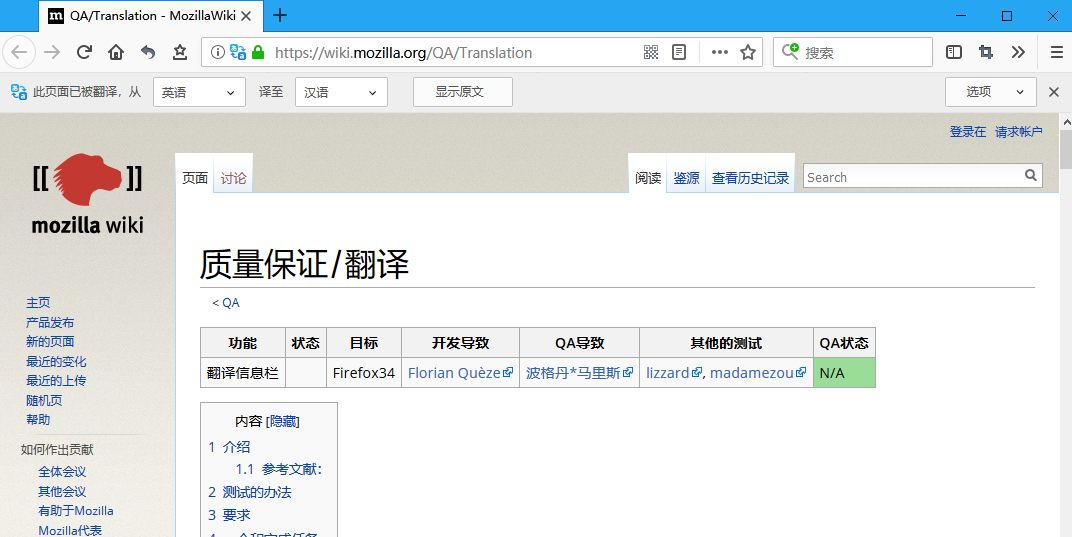 QA/Translation - MozillaWiki
https://wiki.mozilla.org/QA/Translation
搜索
此页面已被翻译，从 英语 译至 汉语 显示原文 选项
登录在 请求帐户
[[ ]]
mozilla wiki
页面 讨论 阅读 鉴源 查看历史记录 Search
质量保证/翻译
< QA
功能 状态 目标 开发导致 QA导致 其他的测试 QA状态
翻译信息栏 Firefox34 Florian Quèze 波格丹*马里斯 lizzard, madamezou N/A
主页
产品发布
新的页面
最近的变化
最近的上传
随机页
帮助
如何作出贡献
全体会议
其他会议
有助于Mozilla
Mozilla代表
内容 [隐藏]
1 介绍
1.1 参考文献：
2 测试的办法
3 要求